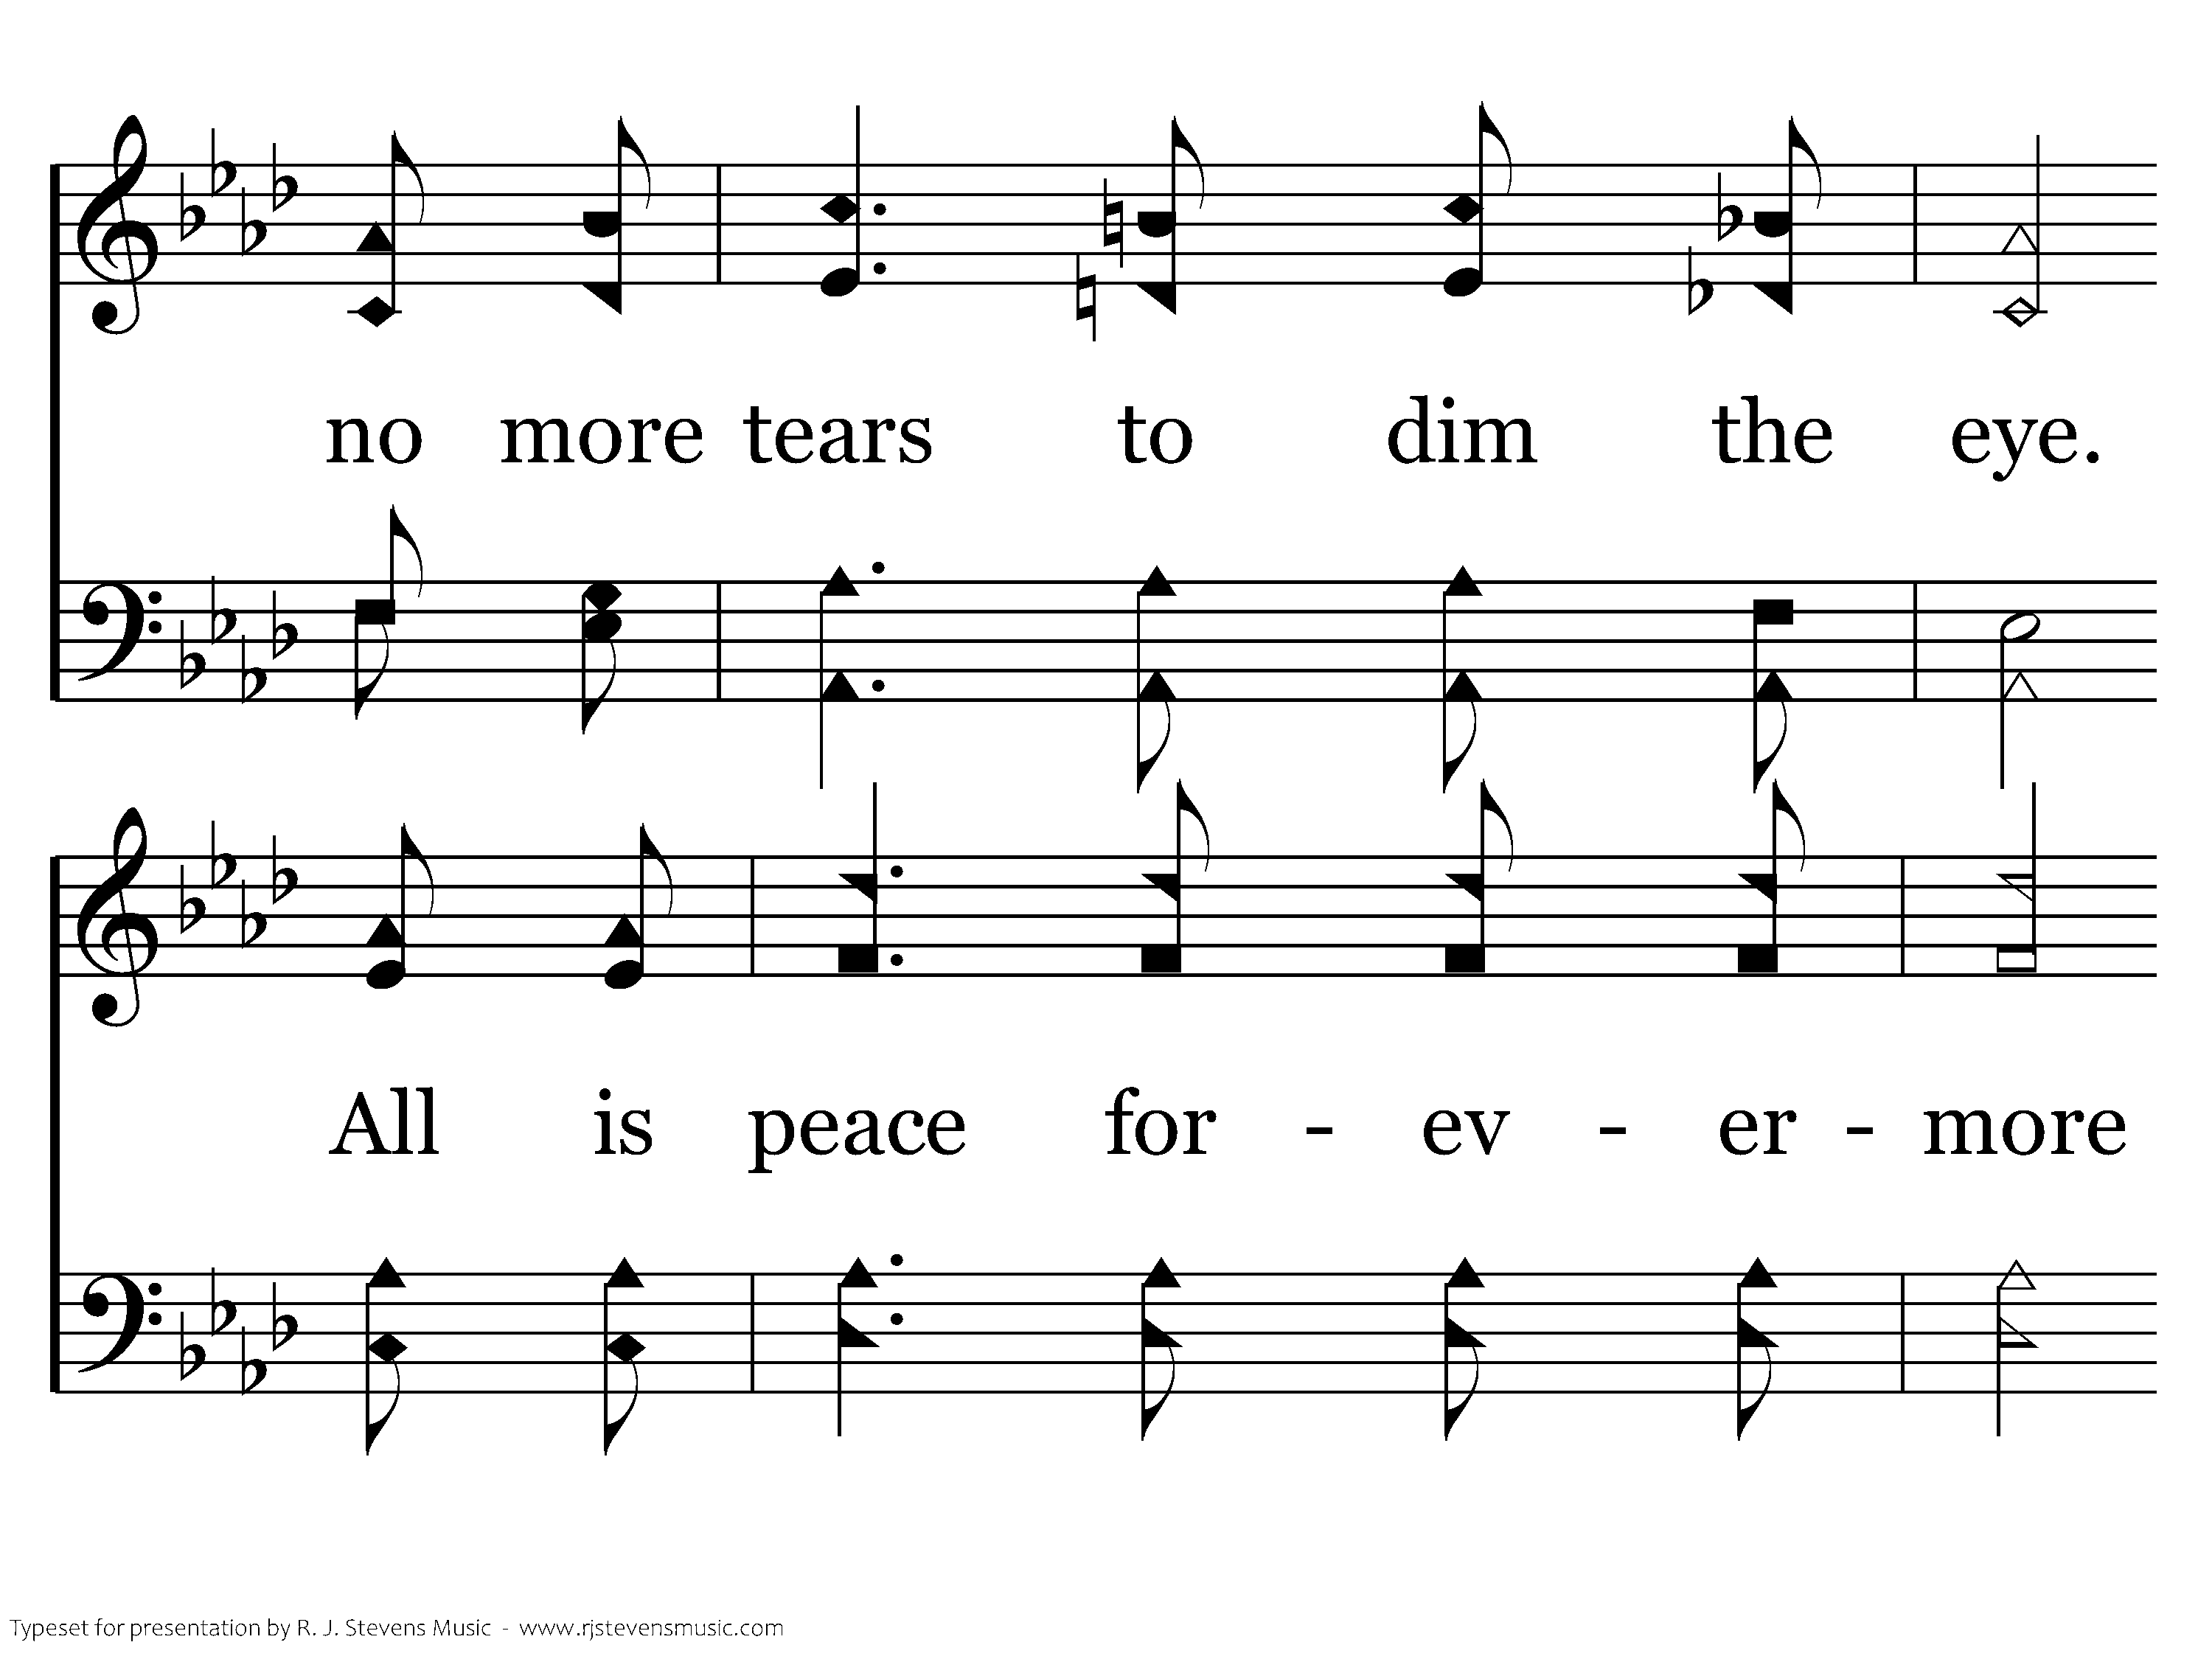 no more tears to dim the eye.
All is peace for - ev - er - more
Typeset for presentation by R. J. Stevens Music - www.rjstevensmusic.com